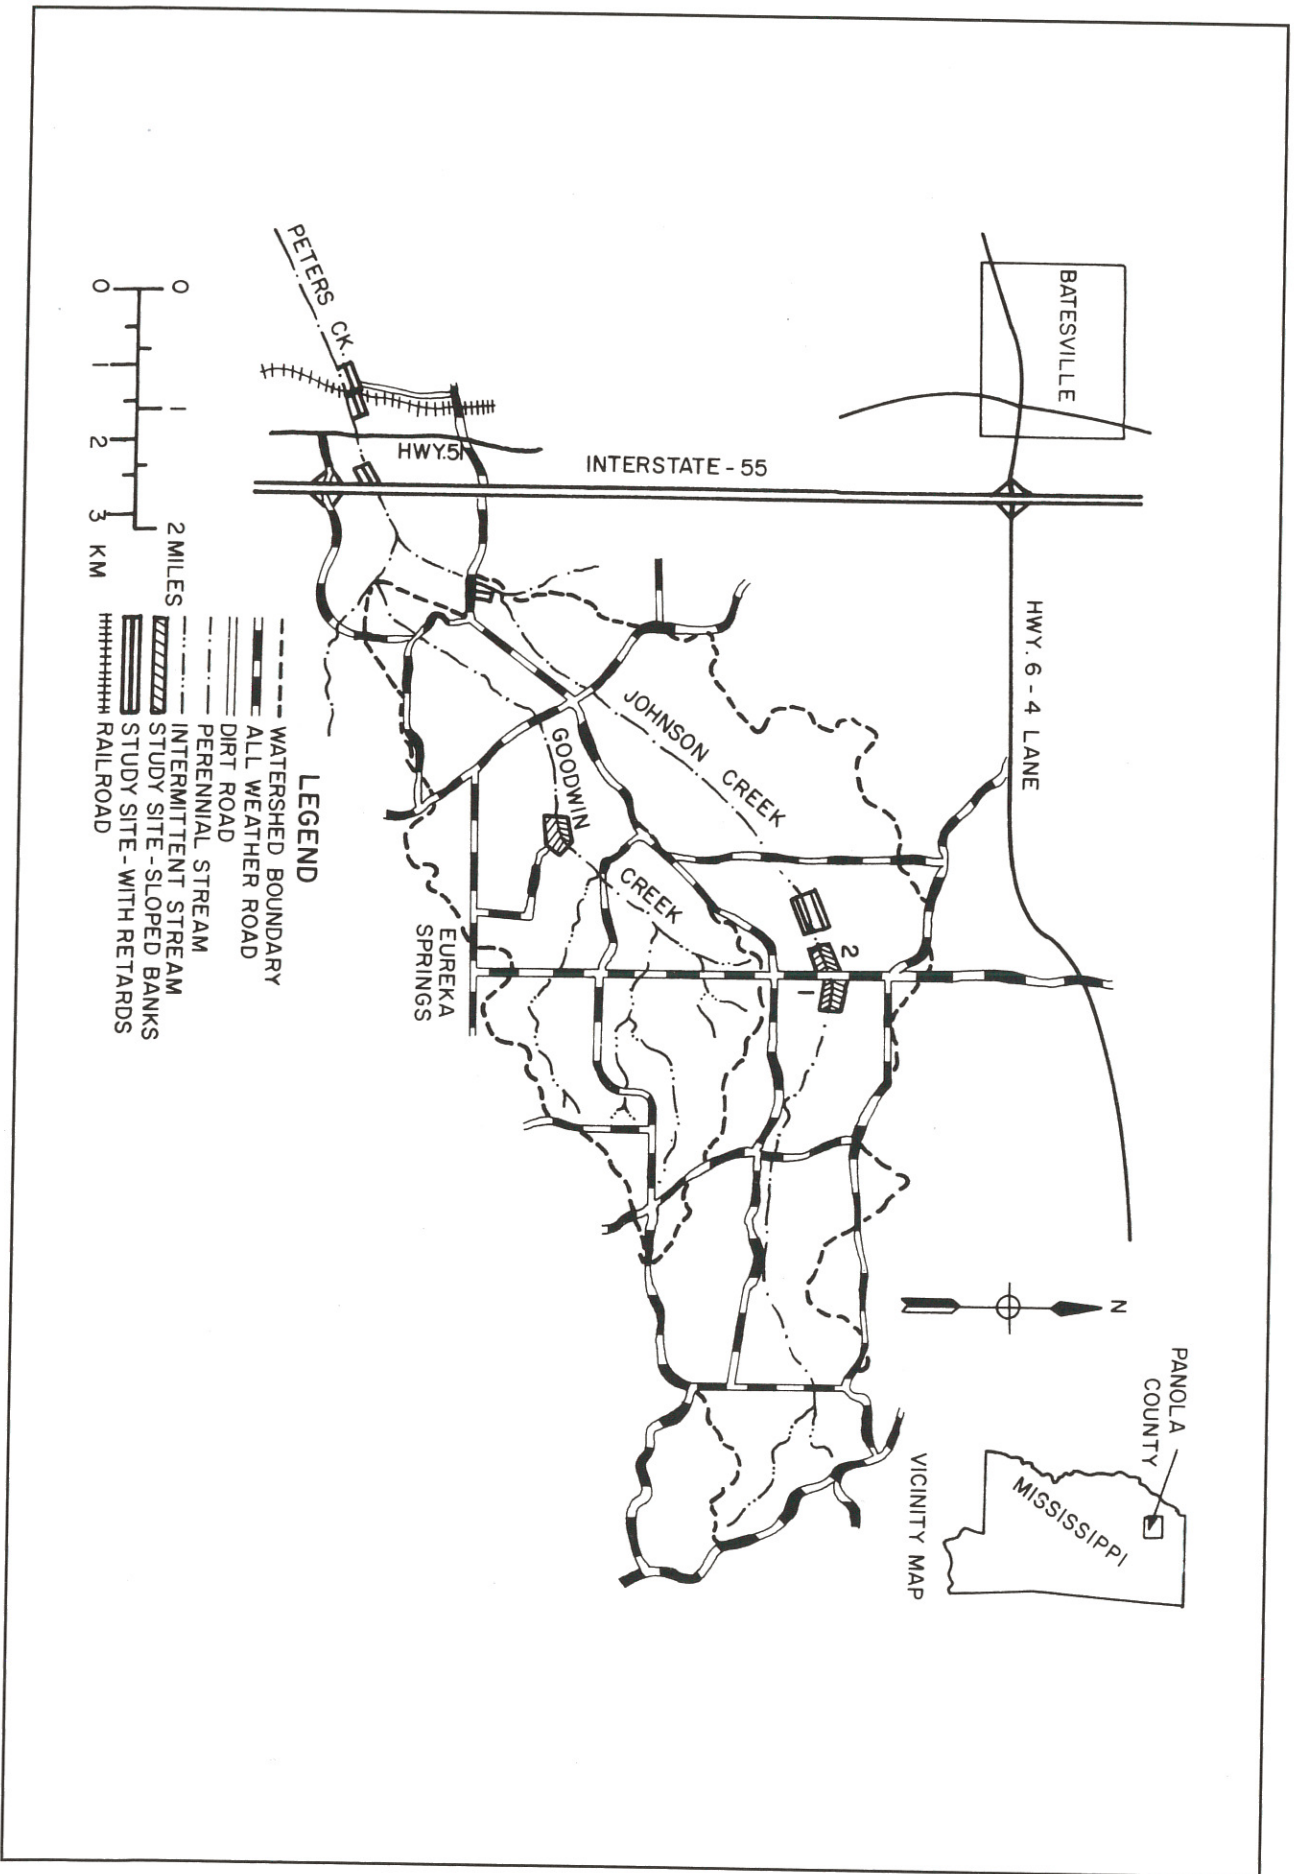 BATESVILLE
HWY. 6 - 4 LANE
N
PANOLA
COUNTY
MISSISSIPPI
VICINITY MAP
INTERSTATE - 55
HWY.51
PETERS CK.
JOHNSON CREEK
GOODWIN
CREEK
2
1
EUREKA
SPRINGS
0 1 2 MILES
0 1 2 3 KM
LEGEND
WATERSHED BOUNDARY
ALL WEATHER ROAD
DIRT ROAD
PERENNIAL STREAM
INTERMITTENT STREAM
STUDY SITE - SLOPED BANKS
STUDY SITE - WITH RETARDS
RAILROAD